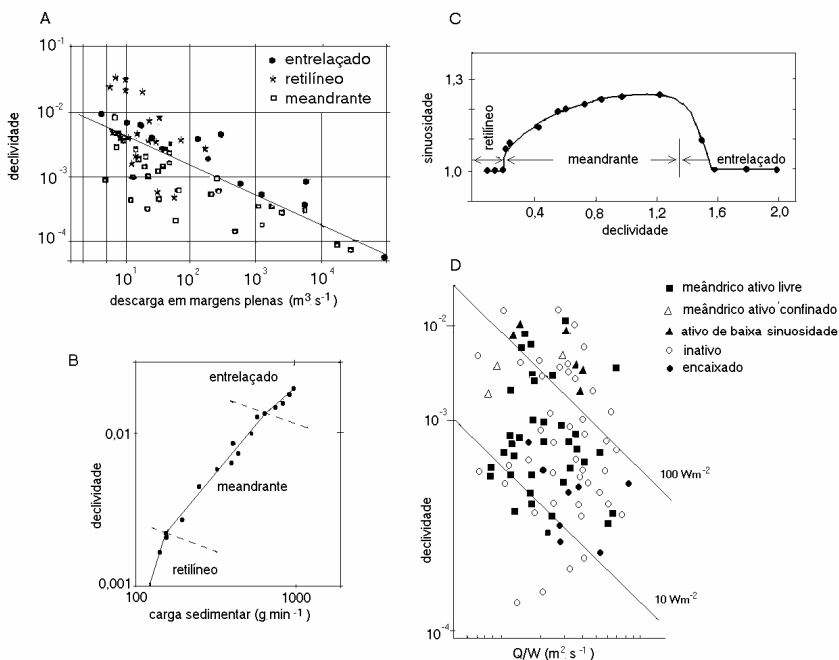 A
10⁻¹
10⁻²
10⁻³
10⁻⁴
declividade
entrelaçado
retilíneo
meandrante
10¹
10²
10³
10⁴
descarga em margens plenas (m³ s⁻¹)
B
entrelaçado
0,01
meandrante
declividade
retilíneo
0,001
100
1000
carga sedimentar (g min⁻¹)
C
1,3
sinuosidade
retilíneo
meandrante
entrelaçado
1,0
0,4
0,8
1,2
1,6
2,0
declividade
D
meândrico ativo livre
meândrico ativo confinado
ativo de baixa sinuosidade
inativo
encaixado
10⁻²
10⁻³
declividade
100 Wm⁻²
10 Wm⁻²
10⁻⁴
Q/W (m² s⁻¹)